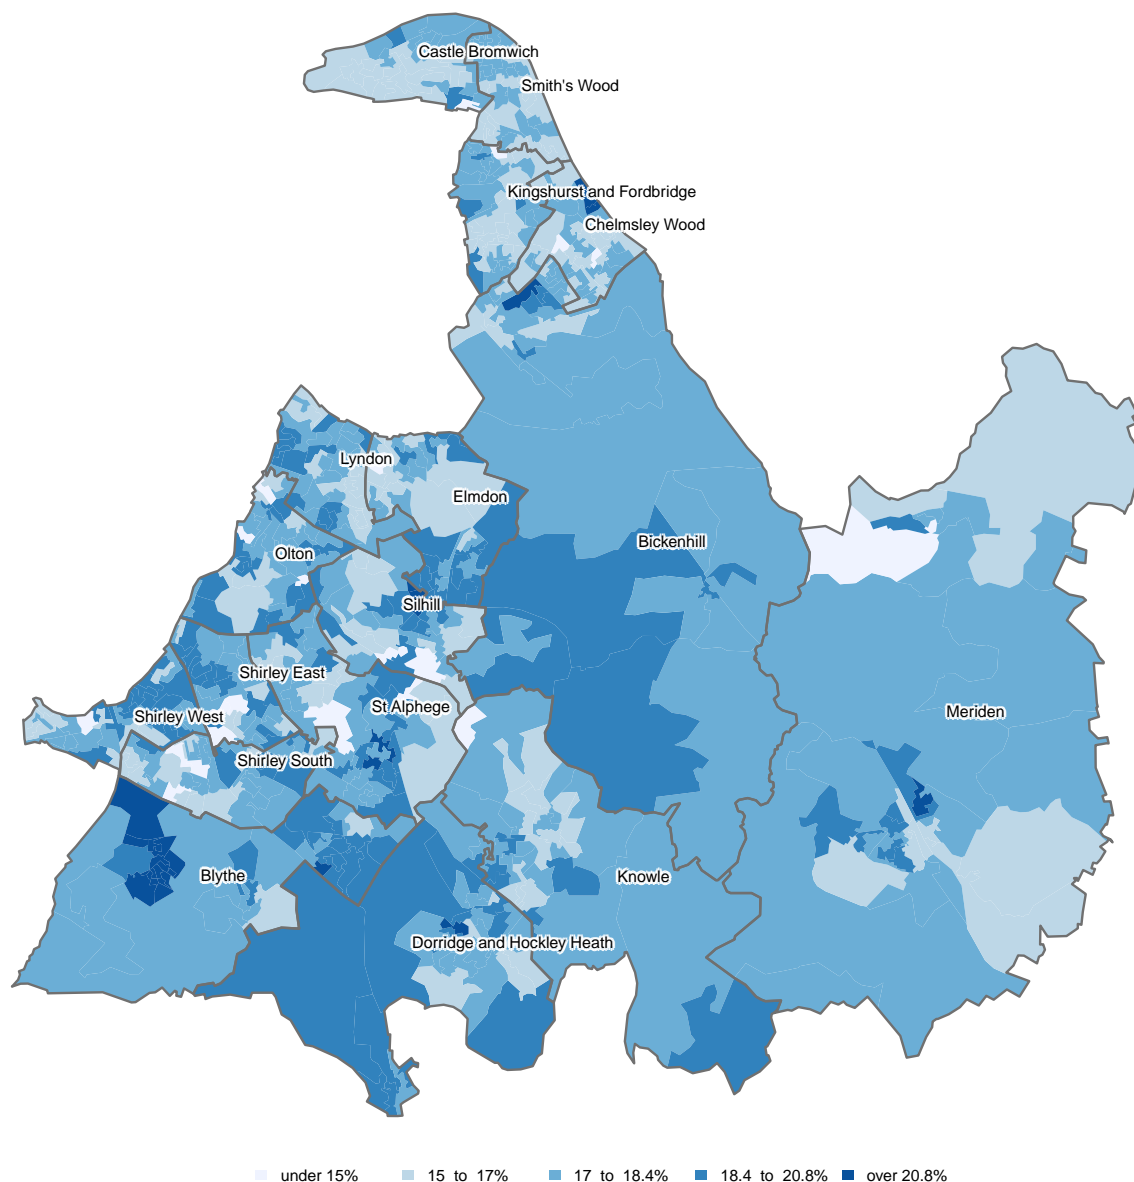 Castle Bromwich
Smith's Wood
Kingshurst and Fordbridge
Chelmsley Wood
Lyndon
Elmdon
Bickenhill
Olton
Silhill
Shirley East
St Alphege
Shirley West
Meriden
Shirley South
Blythe
Knowle
Dorridge and Hockley Heath
under 15% 15 to 17% 17 to 18.4% 18.4 to 20.8% over 20.8%